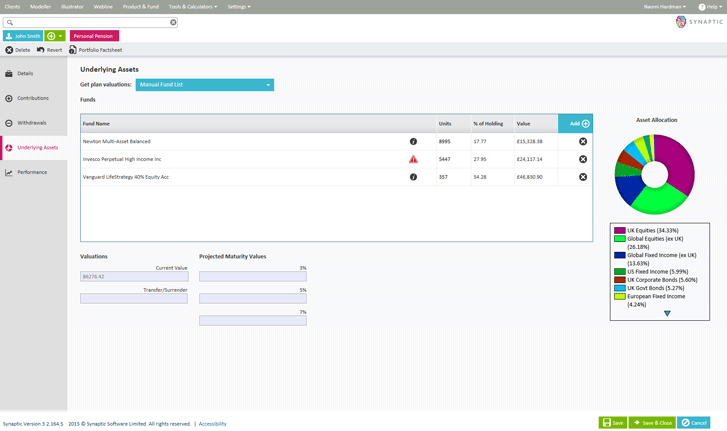 Clients Modeller Illustrator Webline Product & Fund Tools & Calculators Settings Naomi Hardman Help
SYNAPTIC
John Smith Personal Pension
Delete Revert Portfolio Factsheet
Details
Contributions
Withdrawals
Underlying Assets
Performance
Underlying Assets
Get plan valuations: Manual Fund List
Funds
Fund Name Units % of Holding Value Add
Newton Multi-Asset Balanced 8995 17.77 £15,328.38
Invesco Perpetual High Income Inc 5447 27.95 £24,117.14
Vanguard LifeStrategy 40% Equity Acc 357 54.28 £46,830.90
Valuations
Current Value
86276.42
Transfer/Surrender
Projected Maturity Values
3%
5%
7%
Asset Allocation
UK Equities (34.33%)
Global Equities (ex UK)
(26.18%)
Global Fixed Income (ex UK)
(13.63%)
US Fixed Income (5.99%)
UK Corporate Bonds (5.60%)
UK Govt Bonds (5.27%)
European Fixed Income
(4.24%)
Synaptic Version 5.2.164.5 2015 © Synaptic Software Limited. All rights reserved. | Accessibility
Save Save & Close Cancel